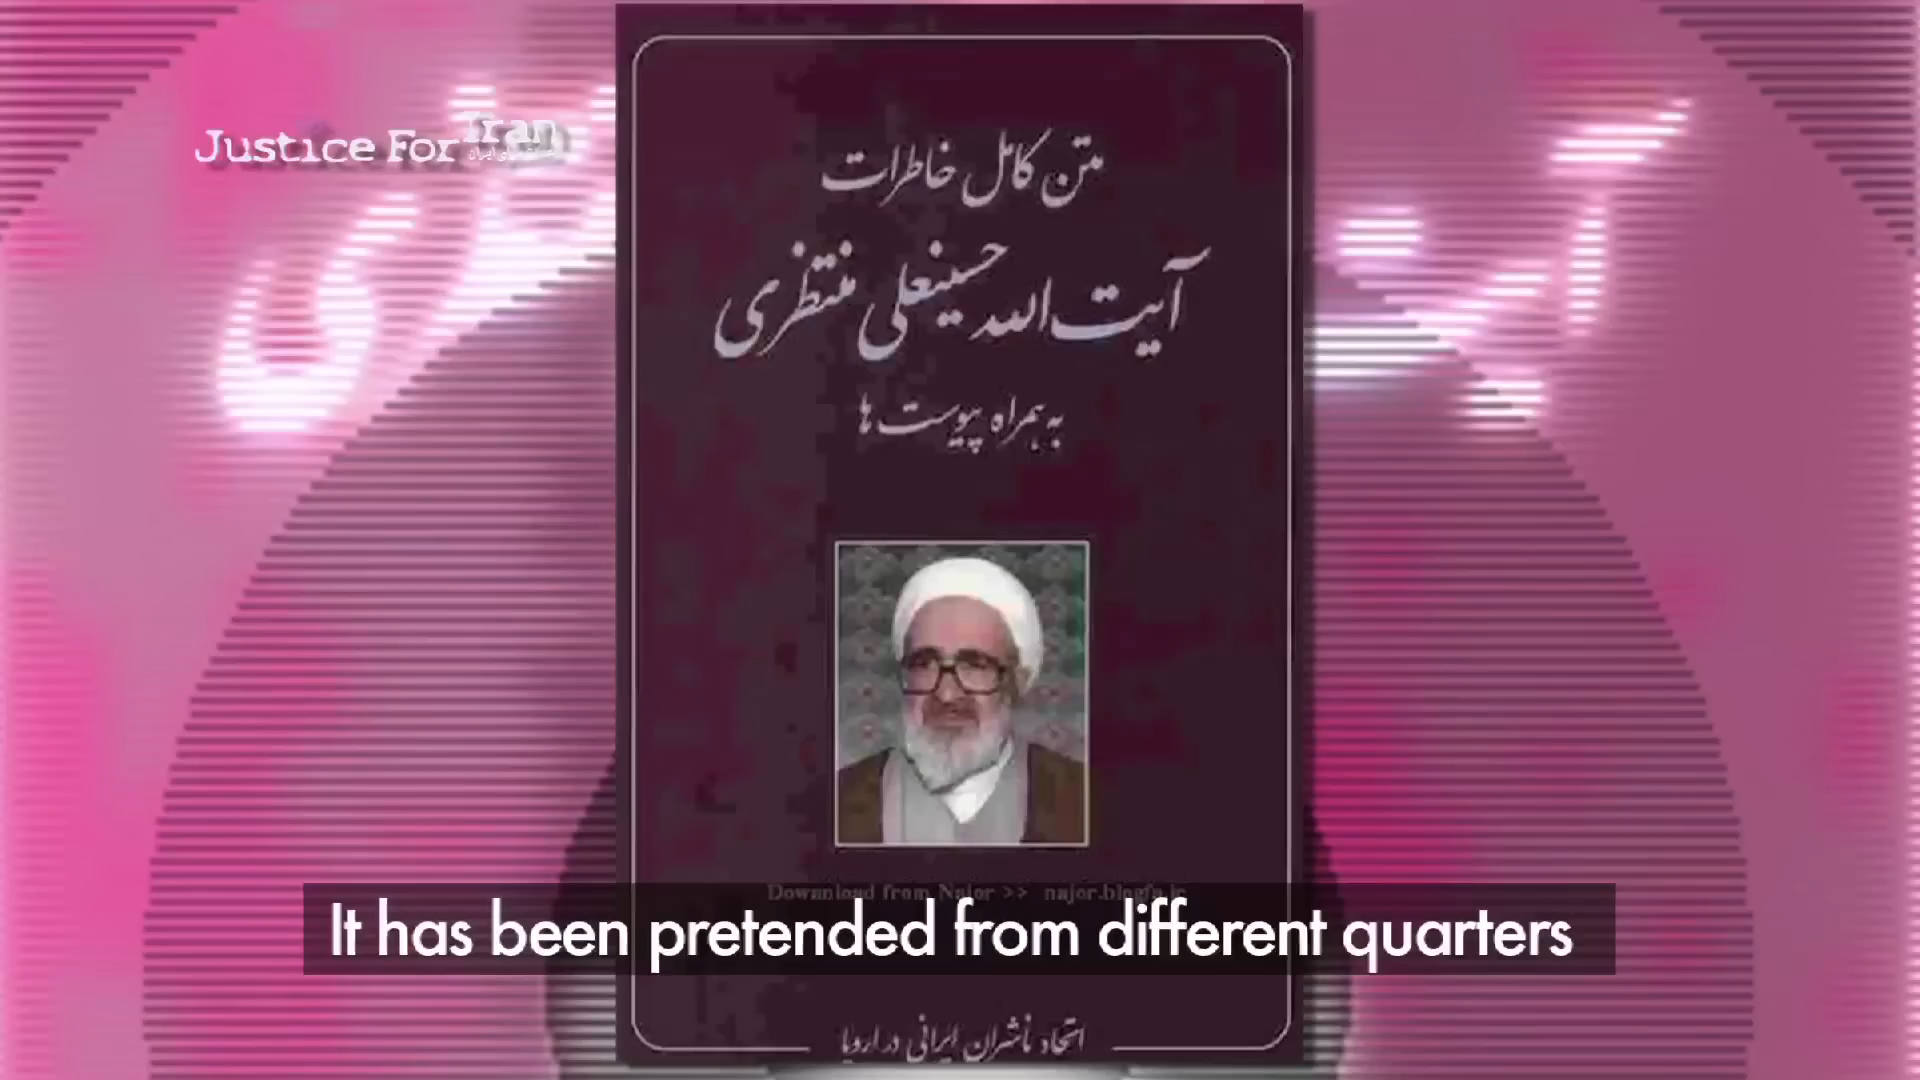 Justice For Iran
متن کامل خاطرات
آیت الله حسینعلی منتظری
به همراه پیوست ها
Downanload from Najor >> najor.blogfa.ir
It has been pretended from different quarters
اتحاد ناشران ایرانی در اروپا